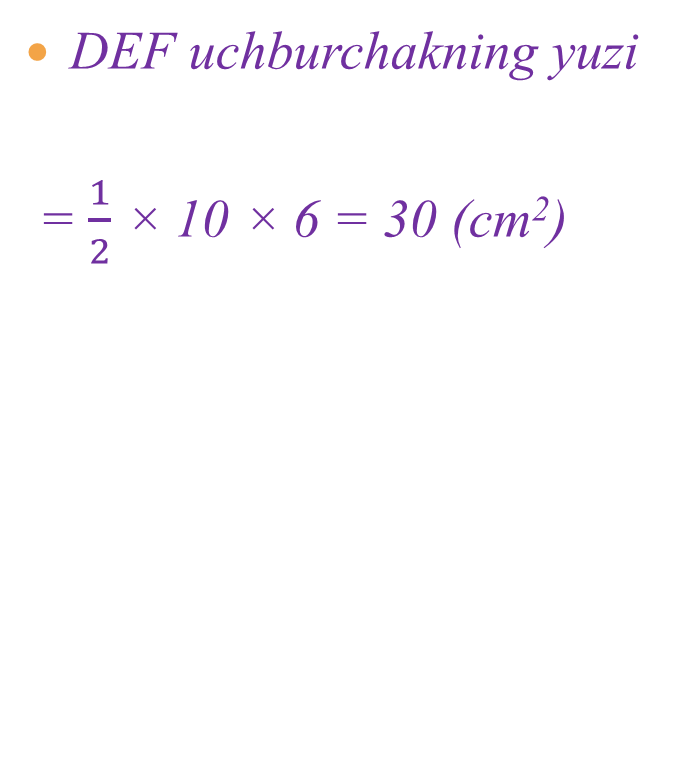 • DEF uchburchakning yuzi
= 1/2 × 10 × 6 = 30 (cm²)